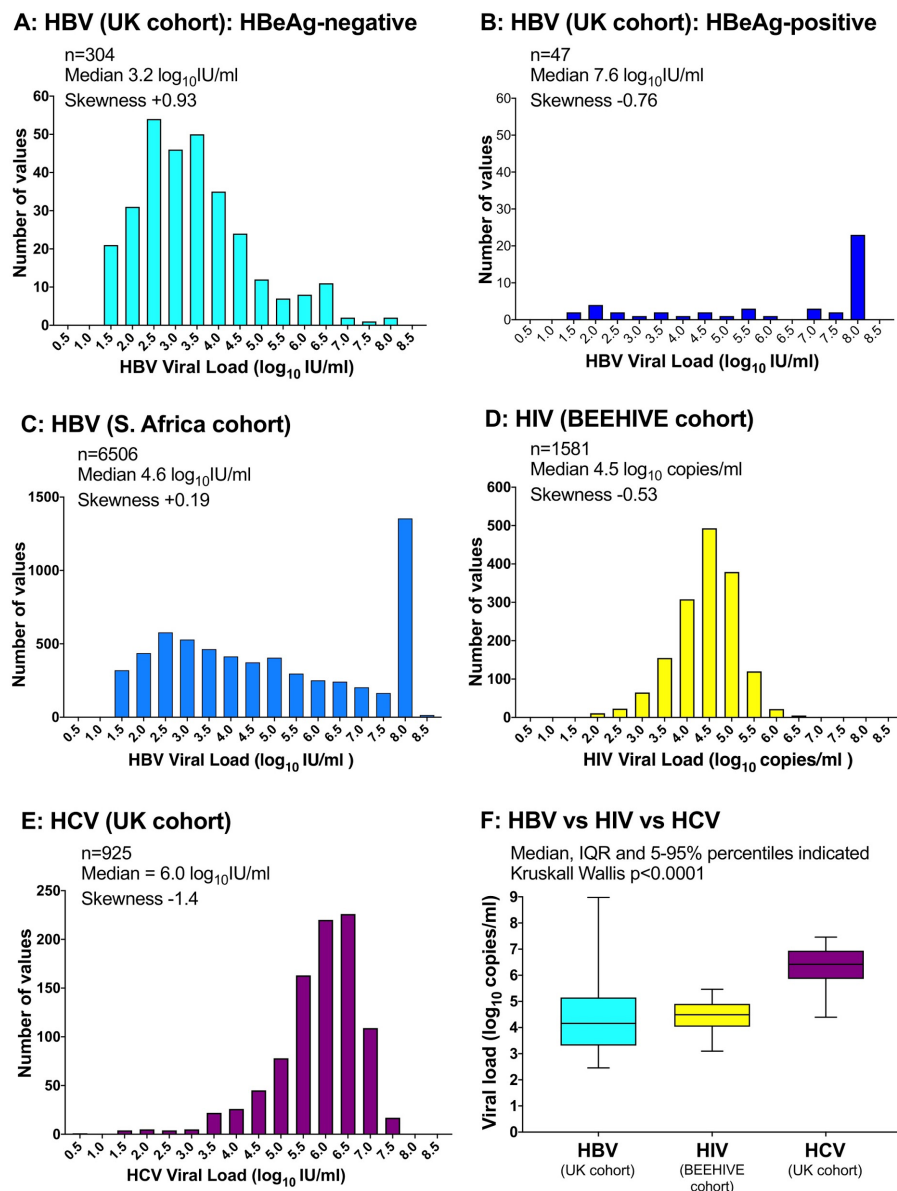 A: HBV (UK cohort): HBeAg-negative
n=304
Median 3.2 log10IU/ml
Skewness +0.93
Number of values
60
50
40
30
20
10
0
0.5 1.0 1.5 2.0 2.5 3.0 3.5 4.0 4.5 5.0 5.5 6.0 6.5 7.0 7.5 8.0 8.5
HBV Viral Load (log10 IU/ml)
B: HBV (UK cohort): HBeAg-positive
n=47
Median 7.6 log10IU/ml
Skewness -0.76
Number of values
60
50
40
30
20
10
0
0.5 1.0 1.5 2.0 2.5 3.0 3.5 4.0 4.5 5.0 5.5 6.0 6.5 7.0 7.5 8.0 8.5
HBV Viral Load (log10 IU/ml)
C: HBV (S. Africa cohort)
n=6506
Median 4.6 log10IU/ml
Skewness +0.19
Number of values
1500
1000
500
0
0.5 1.0 1.5 2.0 2.5 3.0 3.5 4.0 4.5 5.0 5.5 6.0 6.5 7.0 7.5 8.0 8.5
HBV Viral Load (log10 IU/ml )
D: HIV (BEEHIVE cohort)
n=1581
Median 4.5 log10 copies/ml
Skewness -0.53
Number of values
600
500
400
300
200
100
0
0.5 1.0 1.5 2.0 2.5 3.0 3.5 4.0 4.5 5.0 5.5 6.0 6.5 7.0 7.5 8.0 8.5
HIV Viral Load (log10 copies/ml )
E: HCV (UK cohort)
n=925
Median = 6.0 log10IU/ml
Skewness -1.4
Number of values
250
200
150
100
50
0
0.5 1.0 1.5 2.0 2.5 3.0 3.5 4.0 4.5 5.0 5.5 6.0 6.5 7.0 7.5 8.0 8.5
HCV Viral Load (log10 IU/ml)
F: HBV vs HIV vs HCV
Median, IQR and 5-95% percentiles indicated
Kruskall Wallis p<0.0001
Viral load (log10 copies/ml)
9
8
7
6
5
4
3
2
1
0
HBV HIV HCV
(UK cohort) (BEEHIVE (UK cohort)
cohort)